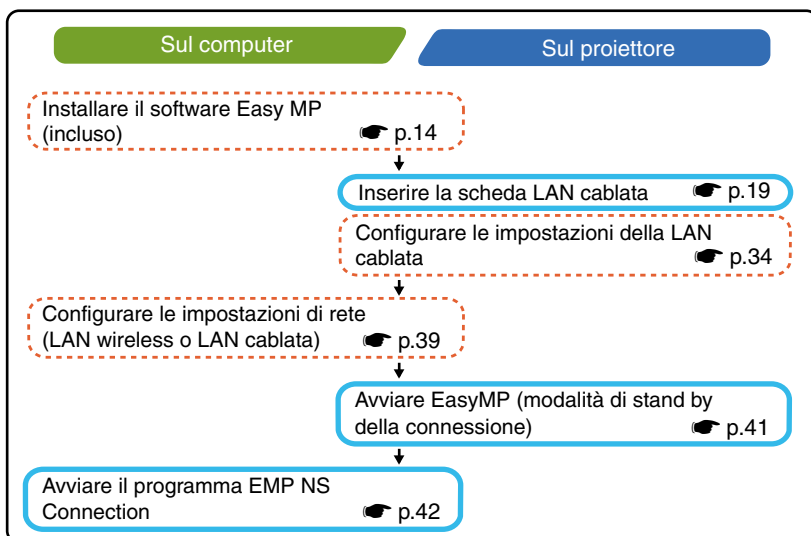 Sul computer
Sul proiettore
Installare il software Easy MP
(incluso) ☛ p.14
Inserire la scheda LAN cablata ☛ p.19
Configurare le impostazioni della LAN
cablata ☛ p.34
Configurare le impostazioni di rete
(LAN wireless o LAN cablata) ☛ p.39
Avviare EasyMP (modalità di stand by
della connessione) ☛ p.41
Avviare il programma EMP NS
Connection ☛ p.42